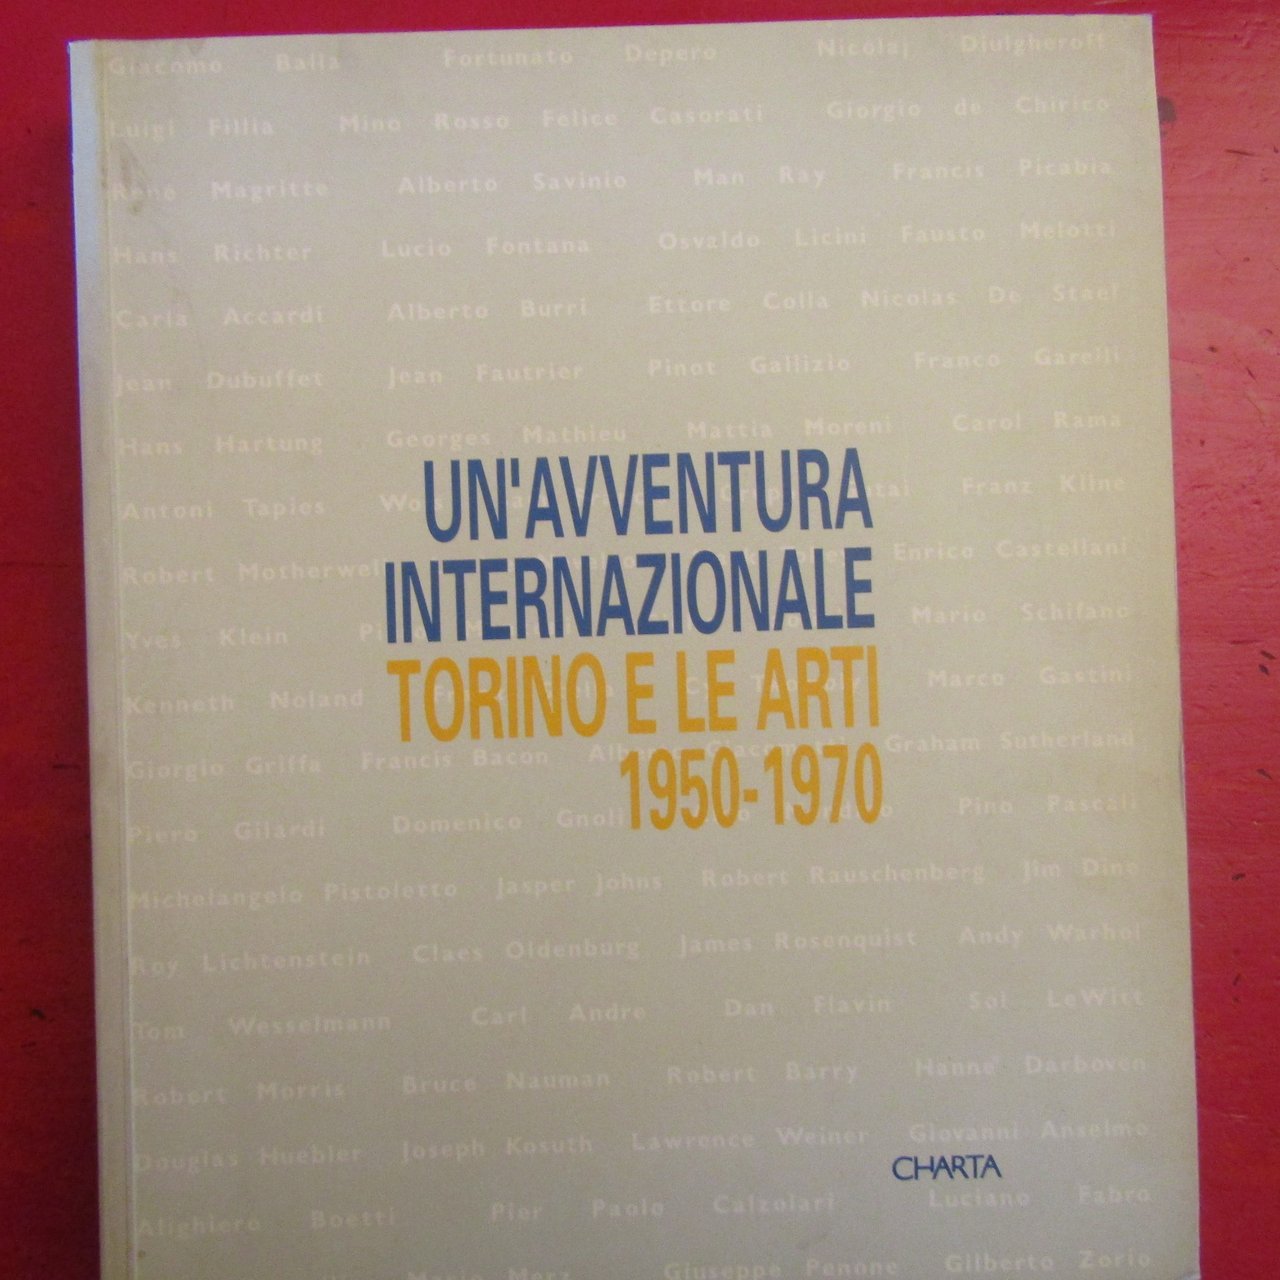 Giacomo Balla Fortunato Depero Nicolaj Diulgheroff
Luigi Fillia Mino Rosso Felice Casorati Giorgio de Chirico
René Magritte Alberto Savinio Man Ray Francis Picabia
Hans Richter Lucio Fontana Osvaldo Licini Fausto Melotti
Carla Accardi Alberto Burri Ettore Colla Nicolas De Stael
Jean Dubuffet Jean Fautrier Pinot Gallizio Franco Garelli
Hans Hartung Georges Mathieu Mattia Moreni Carol Rama
UN'AVVENTURA
Antoni Tapies Franz Kline
Robert Motherwell Enrico Castellani
INTERNAZIONALE
Yves Klein Mario Schifano
TORINO E LE ARTI
Kenneth Noland Marco Gastini
Giorgio Griffa Francis Bacon Graham Sutherland
1950-1970
Piero Gilardi Domenico Gnoli Pino Pascali
Michelangelo Pistoletto Jasper Johns Robert Rauschenberg Jim Dine
Roy Lichtenstein Claes Oldenburg James Rosenquist Andy Warhol
Tom Wesselmann Carl Andre Dan Flavin Sol LeWitt
Robert Morris Bruce Nauman Robert Barry Hanne Darboven
Douglas Huebler Joseph Kosuth Lawrence Weiner Giovanni Anselmo
CHARTA
Alighiero Boetti Pier Paolo Calzolari Luciano Fabro
Mario Merz Giuseppe Penone Gilberto Zorio